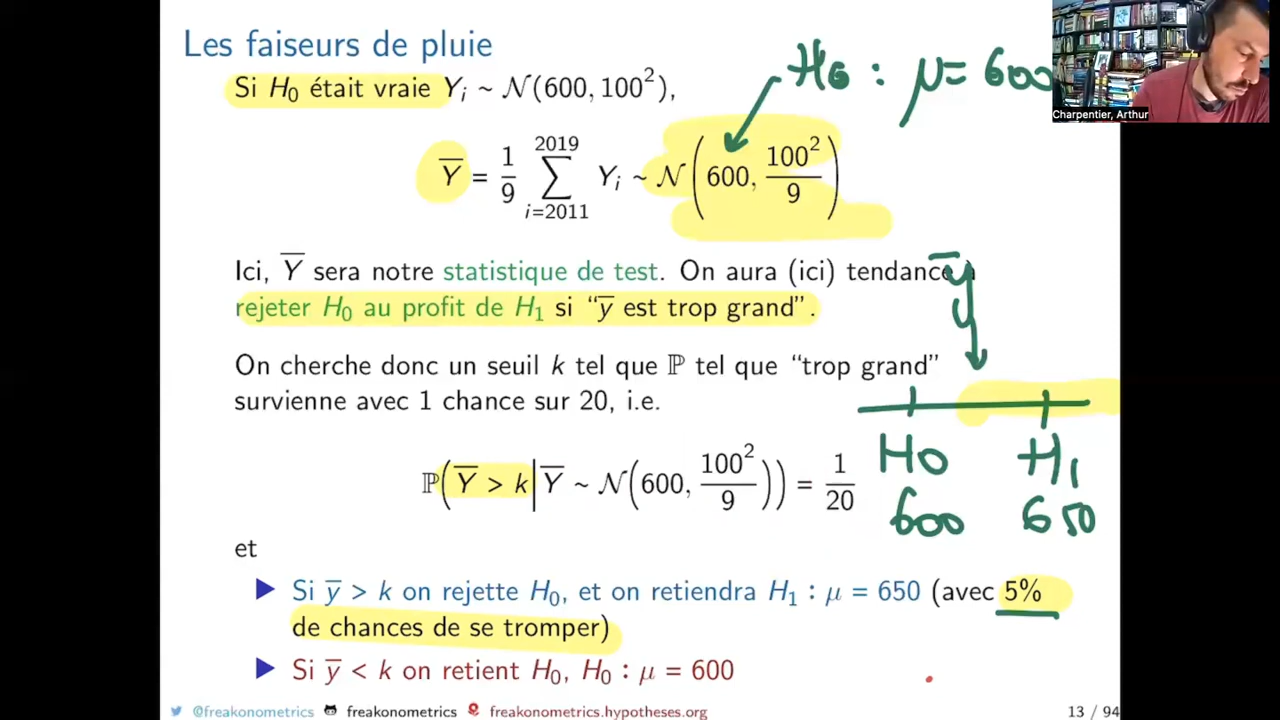 Les faiseurs de pluie
Si H₀ était vraie Yᵢ ~ N(600, 100²),
H0 : μ = 600
Charpentier, Arthur
Y̅ = 1/9 ∑_{i=2011}^{2019} Yᵢ ~ N(600, 100²/9)
Ici, Y̅ sera notre statistique de test. On aura (ici) tendance à
rejeter H₀ au profit de H₁ si “y̅ est trop grand”.
y̅
On cherche donc un seuil k tel que ℙ tel que “trop grand”
survienne avec 1 chance sur 20, i.e.
H0 H1
600 650
ℙ(Y̅ > k | Y̅ ~ N(600, 100²/9)) = 1/20
et
▶ Si y̅ > k on rejette H₀, et on retiendra H₁ : μ = 650 (avec 5%
de chances de se tromper)
▶ Si y̅ < k on retient H₀, H₀ : μ = 600
@freakonometrics freakonometrics freakonometrics.hypotheses.org 13 / 94